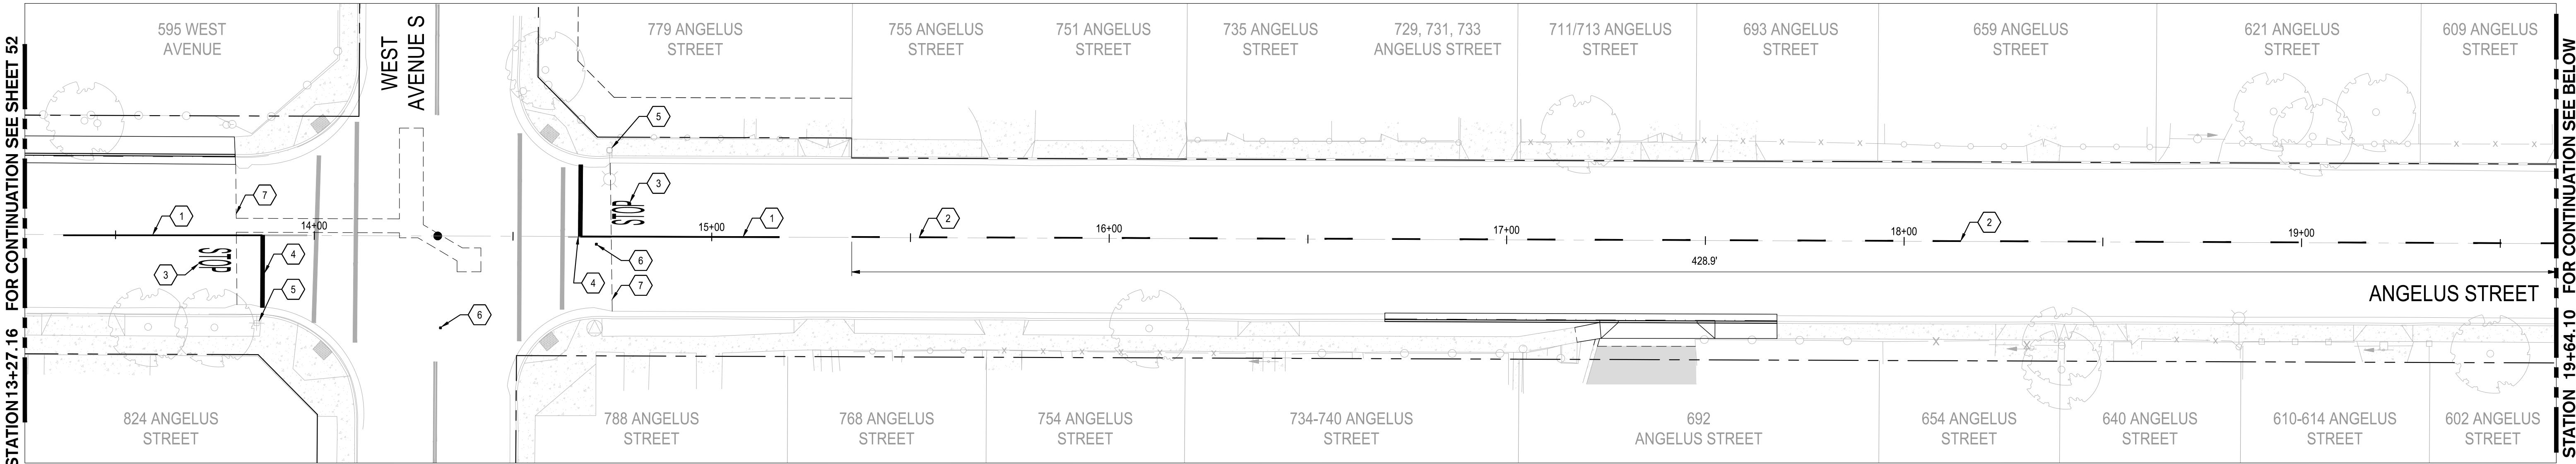 STATION13+27.16 FOR CONTINUATION SEE SHEET 52
595 WEST
AVENUE
WEST
AVENUE S
779 ANGELUS
STREET
755 ANGELUS
STREET
751 ANGELUS
STREET
735 ANGELUS
STREET
729, 731, 733
ANGELUS STREET
711/713 ANGELUS
STREET
693 ANGELUS
STREET
659 ANGELUS
STREET
621 ANGELUS
STREET
609 ANGELUS
STREET
5
7
3
1
14+00
STOP
1
2
15+00
16+00
17+00
2
18+00
19+00
3
STOP
4
5
6
4
6
7
428.9'
ANGELUS STREET
824 ANGELUS
STREET
788 ANGELUS
STREET
768 ANGELUS
STREET
754 ANGELUS
STREET
734-740 ANGELUS
STREET
692
ANGELUS STREET
654 ANGELUS
STREET
640 ANGELUS
STREET
610-614 ANGELUS
STREET
602 ANGELUS
STREET
STATION 19+64.10 FOR CONTINUATION SEE BELOW